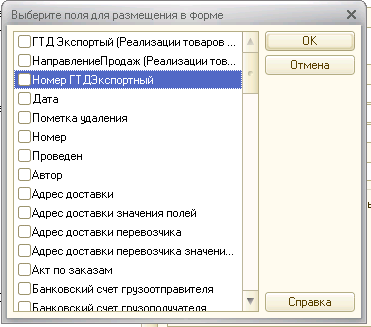 Выберите поля для размещения в форме
ГТД Экспортый (Реализации товаров ...
НаправлениеПродаж (Реализации тов...
Номер ГТДЭкспортный
Дата
Пометка удаления
Номер
Проведен
Автор
Адрес доставки
Адрес доставки значения полей
Адрес доставки перевозчика
Адрес доставки перевозчика значени...
Акт по заказам
Банковский счет грузоотправителя
Банковский счет грузополучателя
OK
Отмена
Справка